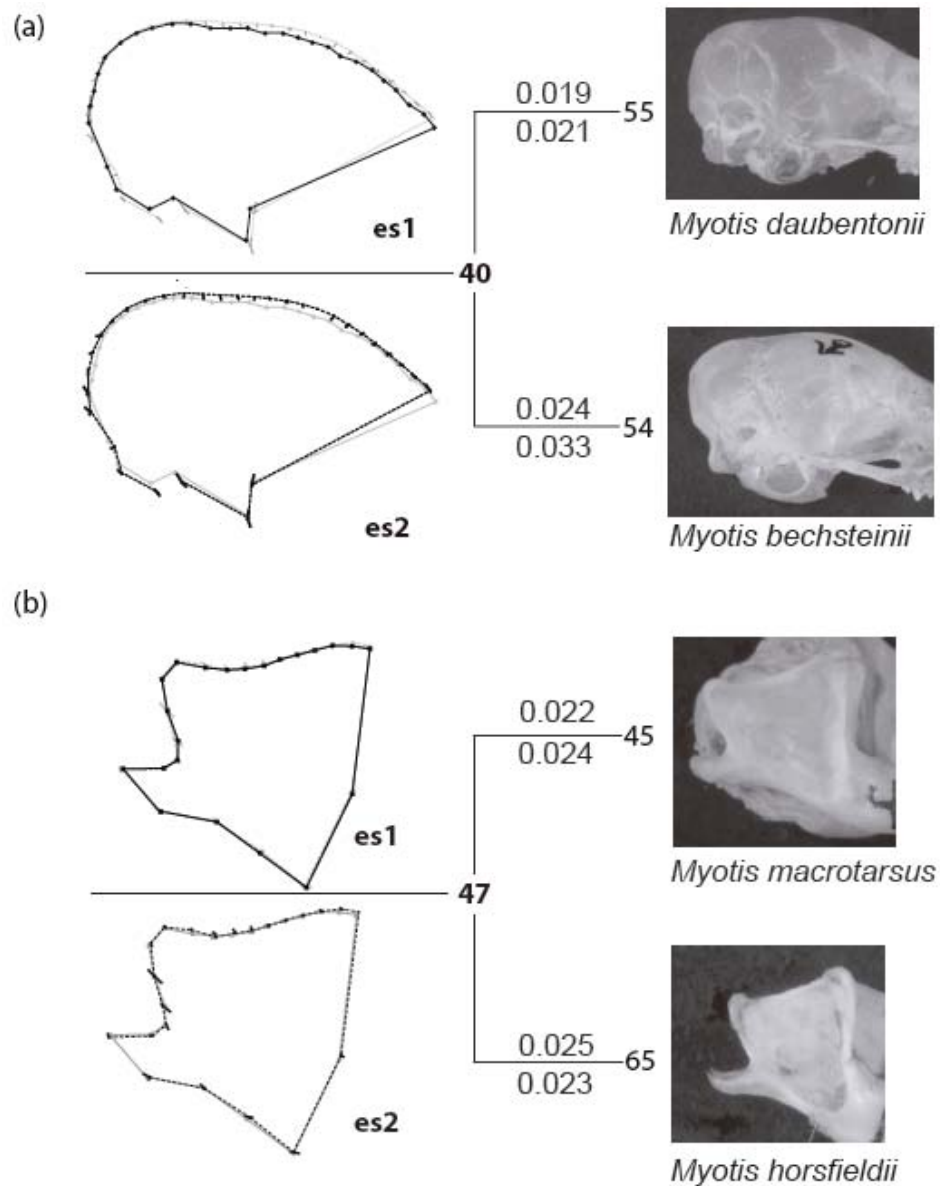 (a)
es1
0.019
0.021
55
Myotis daubentonii
40
es2
0.024
0.033
54
Myotis bechsteinii
(b)
es1
0.022
0.024
45
Myotis macrotarsus
47
es2
0.025
0.023
65
Myotis horsfieldii